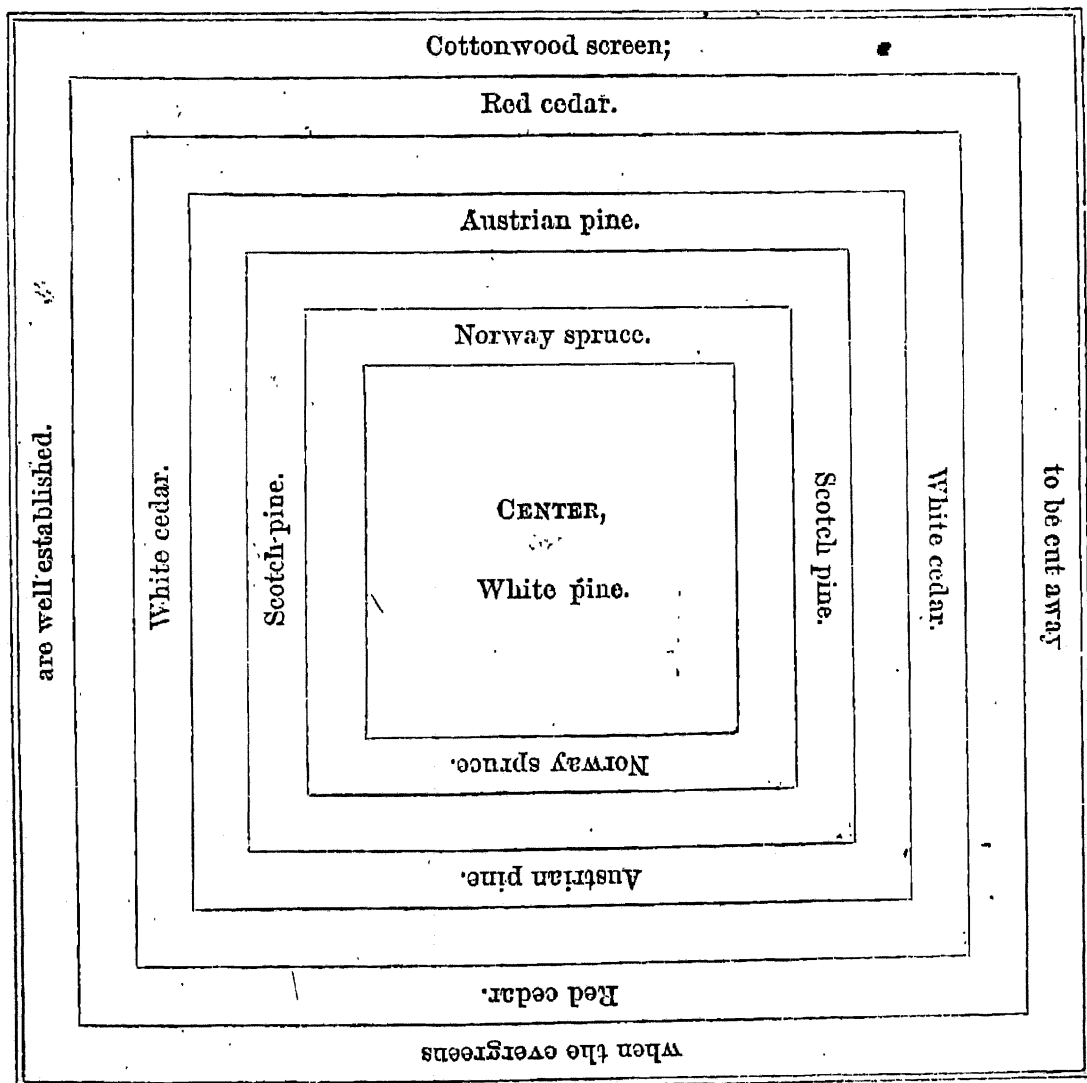 Cottonwood screen;
to be cut away
when the evergreens
are well established.
Red cedar.
Red cedar.
White cedar.
White cedar.
Austrian pine.
Austrian pine.
Scotch pine.
Scotch pine.
Norway spruce.
Norway spruce.
CENTER,
White pine.